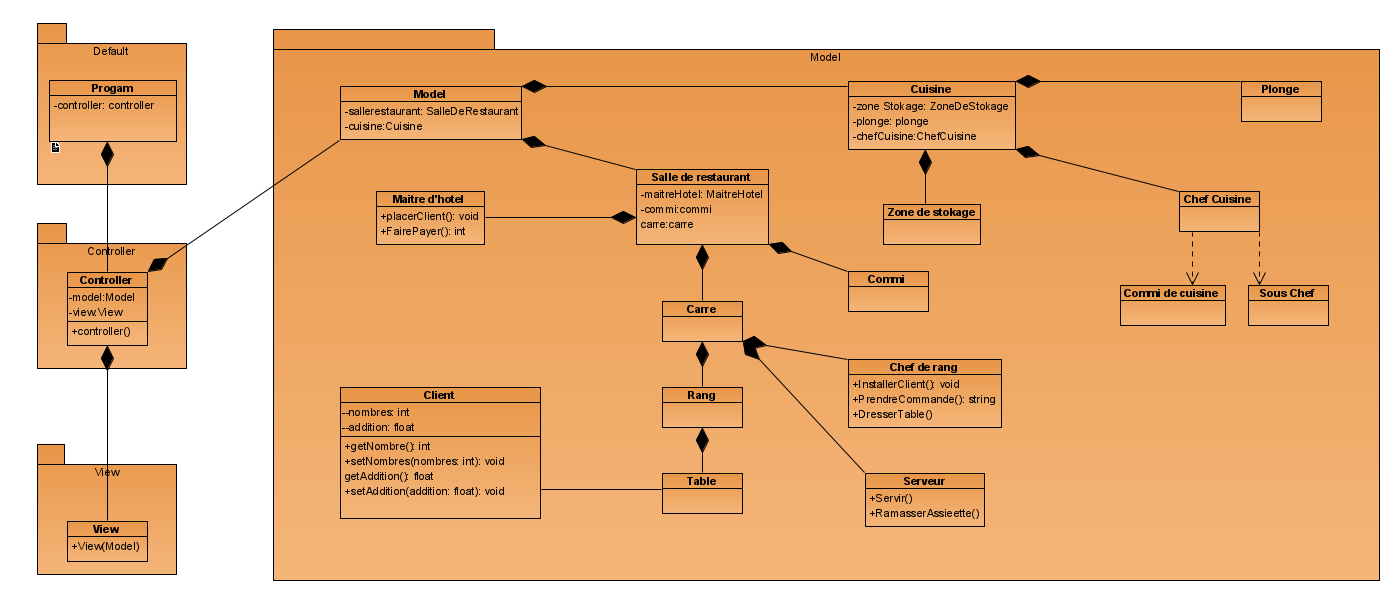 Default
Progam
-controller: controller
Controller
Controller
-model:Model
-view:View
+controller()
View
View
+View(Model)
Model
Model
-sallerestaurant: SalleDeRestaurant
-cuisine:Cuisine
Cuisine
-zone Stokage: ZoneDeStokage
-plonge: plonge
-chefCuisine:ChefCuisine
Plonge
Maitre d'hotel
+placerClient(): void
+FairePayer(): int
Salle de restaurant
-maitreHotel: MaitreHotel
-commi:commi
carre:carre
Zone de stokage
Chef Cuisine
Commi
Commi de cuisine
Sous Chef
Carre
Chef de rang
+InstallerClient(): void
+PrendreCommande(): string
+DresserTable()
Client
--nombres: int
--addition: float
+getNombre(): int
+setNombres(nombres: int): void
getAddition(): float
+setAddition(addition: float): void
Rang
Table
Serveur
+Servir()
+RamasserAssieette()